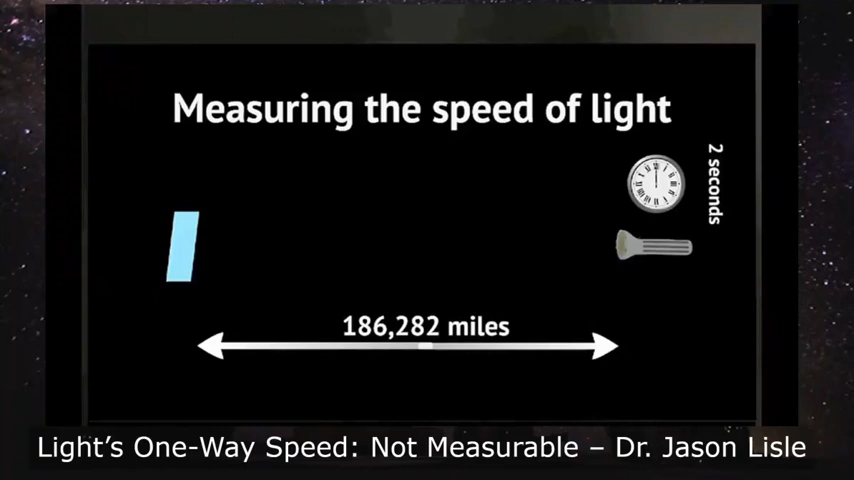 Measuring the speed of light
2 seconds
186,282 miles
Light’s One-Way Speed: Not Measurable – Dr. Jason Lisle